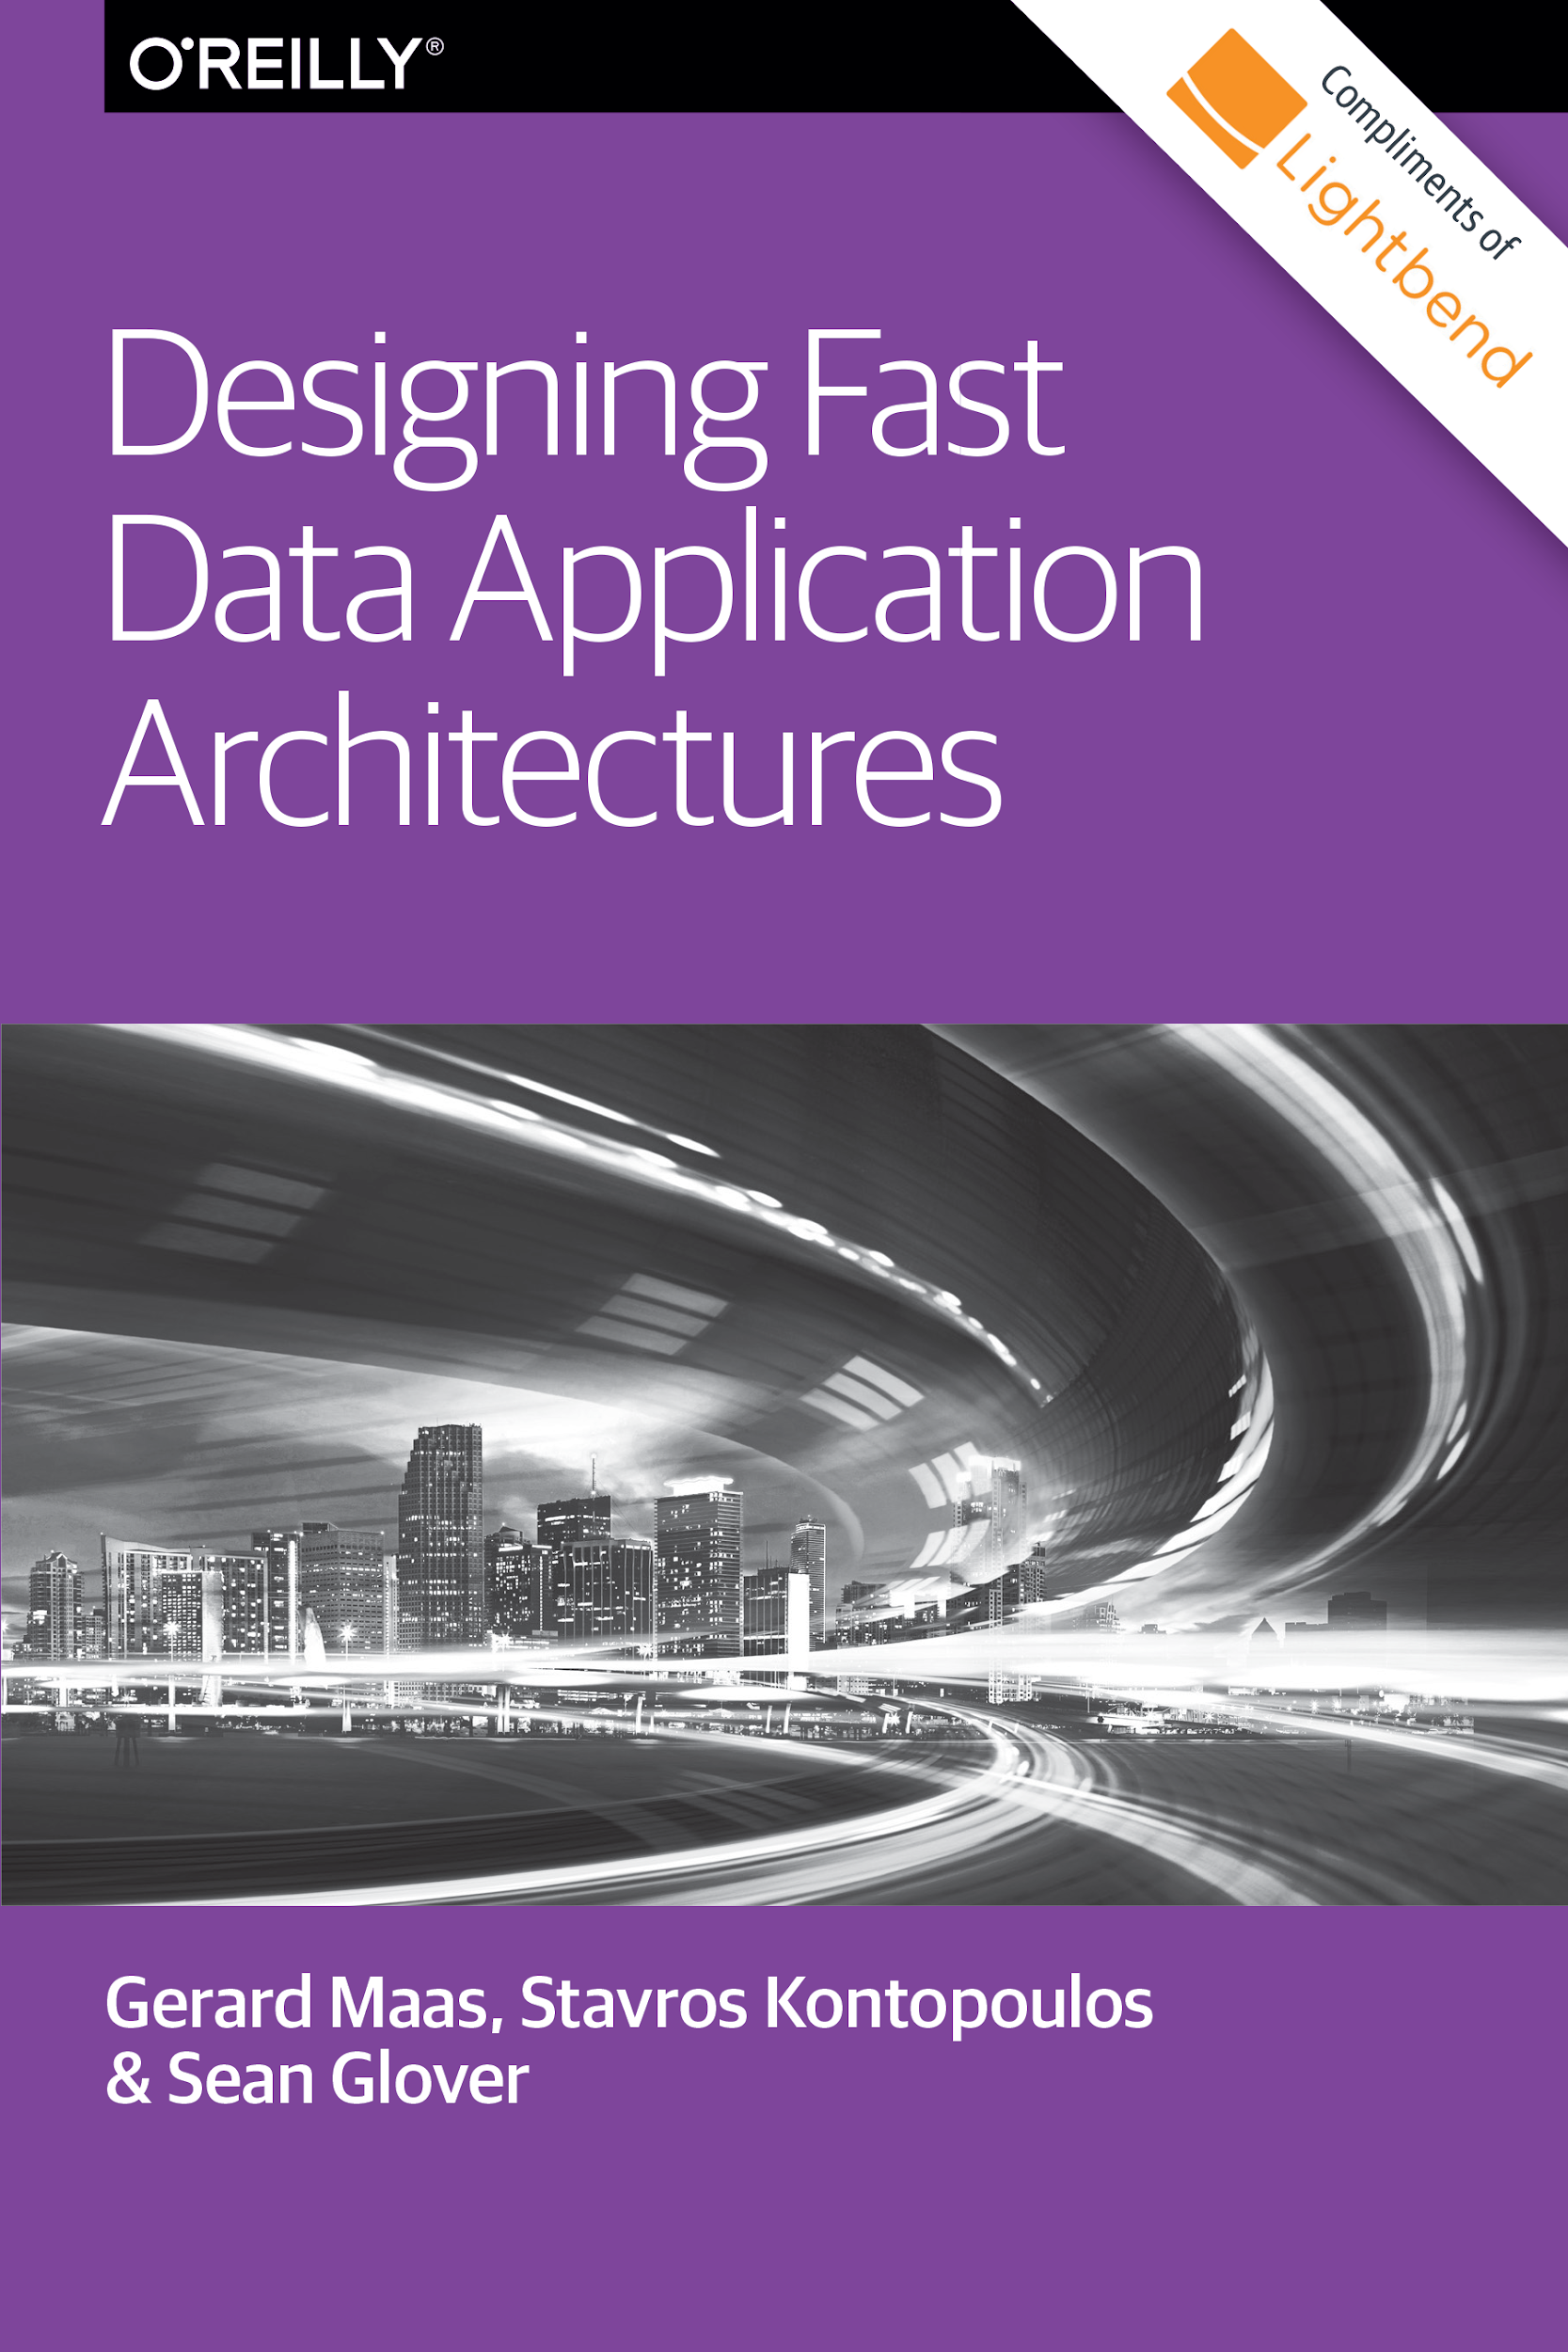 O'REILLY®
Compliments of
Lightbend
Designing Fast
Data Application
Architectures
Gerard Maas, Stavros Kontopoulos
& Sean Glover